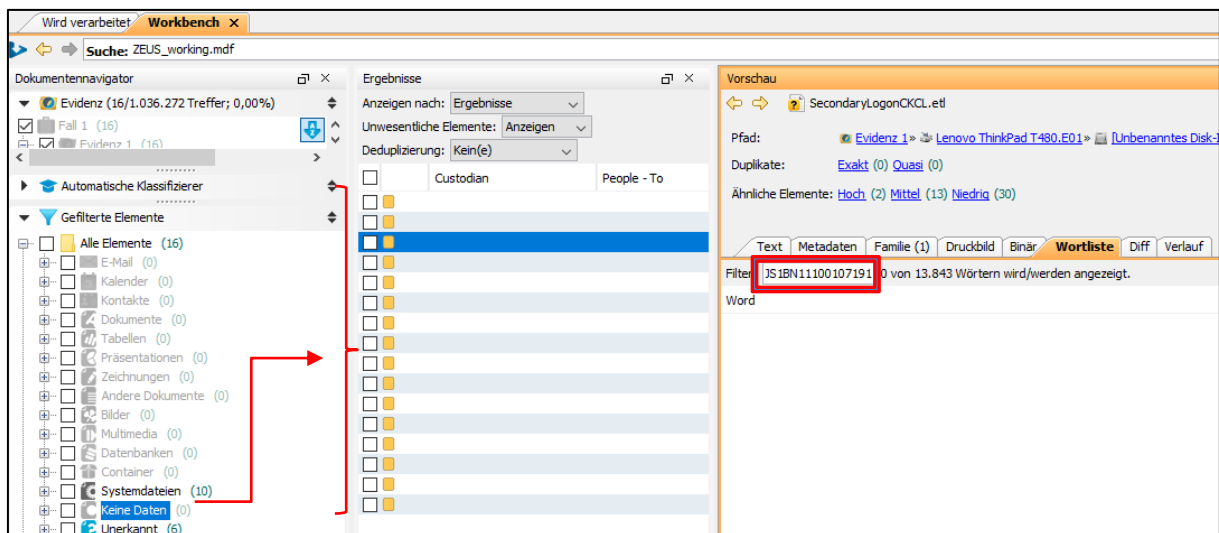 Wird verarbeitet Workbench X
Suche: ZEUS_working.mdf
Dokumentennavigator
Evidenz (16/1.036.272 Treffer; 0,00%)
Fall 1 (16)
Evidenz 1 (16)
Automatische Klassifizierer
Gefilterte Elemente
Alle Elemente (16)
E-Mail (0)
Kalender (0)
Kontakte (0)
Dokumente (0)
Tabellen (0)
Präsentationen (0)
Zeichnungen (0)
Andere Dokumente (0)
Bilder (0)
Multimedia (0)
Datenbanken (0)
Container (0)
Systemdateien (10)
Keine Daten (0)
Unerkannt (6)
Ergebnisse
Anzeigen nach: Ergebnisse
Unwesentliche Elemente: Anzeigen
Deduplizierung: Kein(e)
Custodian People - To
Vorschau
SecondaryLogonCKCL.etl
Pfad: Evidenz 1» Lenovo ThinkPad T480.E01» [Unbenanntes Disk-I
Duplikate: Exakt (0) Quasi (0)
Ähnliche Elemente: Hoch (2) Mittel (13) Niedrig (30)
Text Metadaten Familie (1) Druckbild Binär Wortliste Diff Verlauf
Filter JS1BN11100107191 0 von 13.843 Wörtern wird/werden angezeigt.
Word